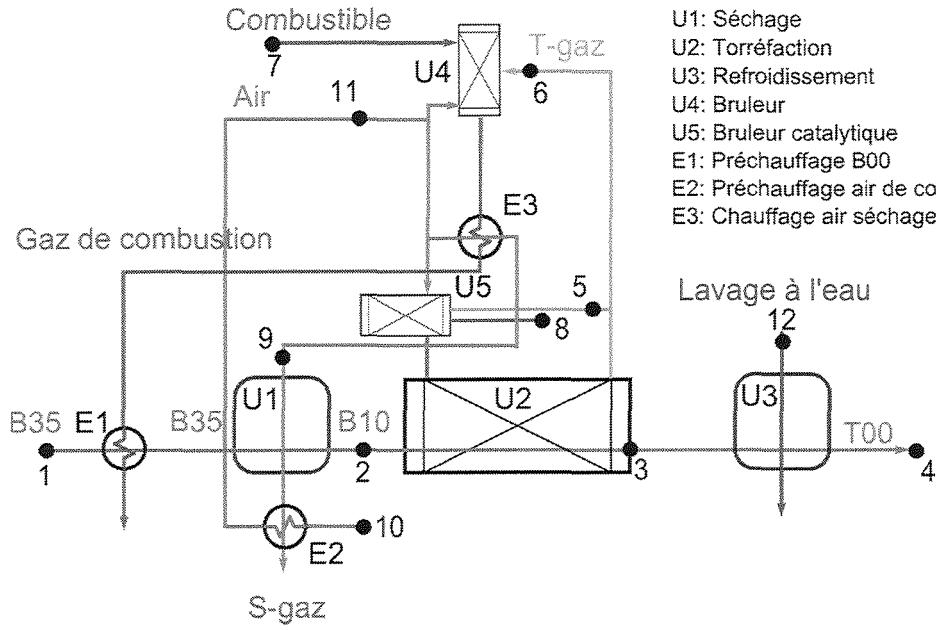 Combustible
7
U4
T-gaz
6
Air
11
U1: Séchage
U2: Torréfaction
U3: Refroidissement
U4: Bruleur
U5: Bruleur catalytique
E1: Préchauffage B00
E2: Préchauffage air de co
E3: Chauffage air séchage
E3
Gaz de combustion
U5
5
8
Lavage à l'eau
12
9
U1
U2
U3
B35
E1
B35
B10
T00
1
2
3
4
10
E2
S-gaz